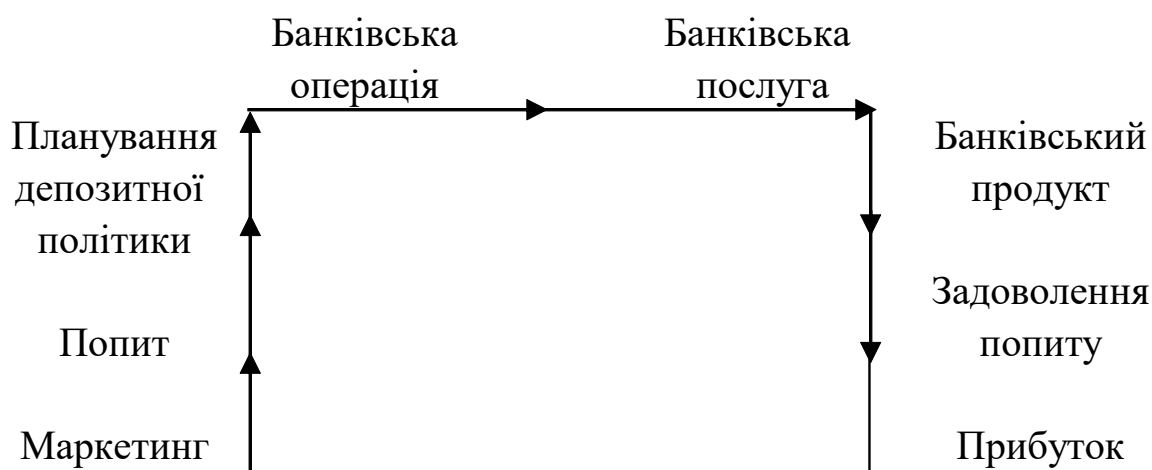 Банківська
операція
Банківська
послуга
Планування
депозитної
політики
Банківський
продукт
Задоволення
попиту
Попит
Маркетинг
Прибуток